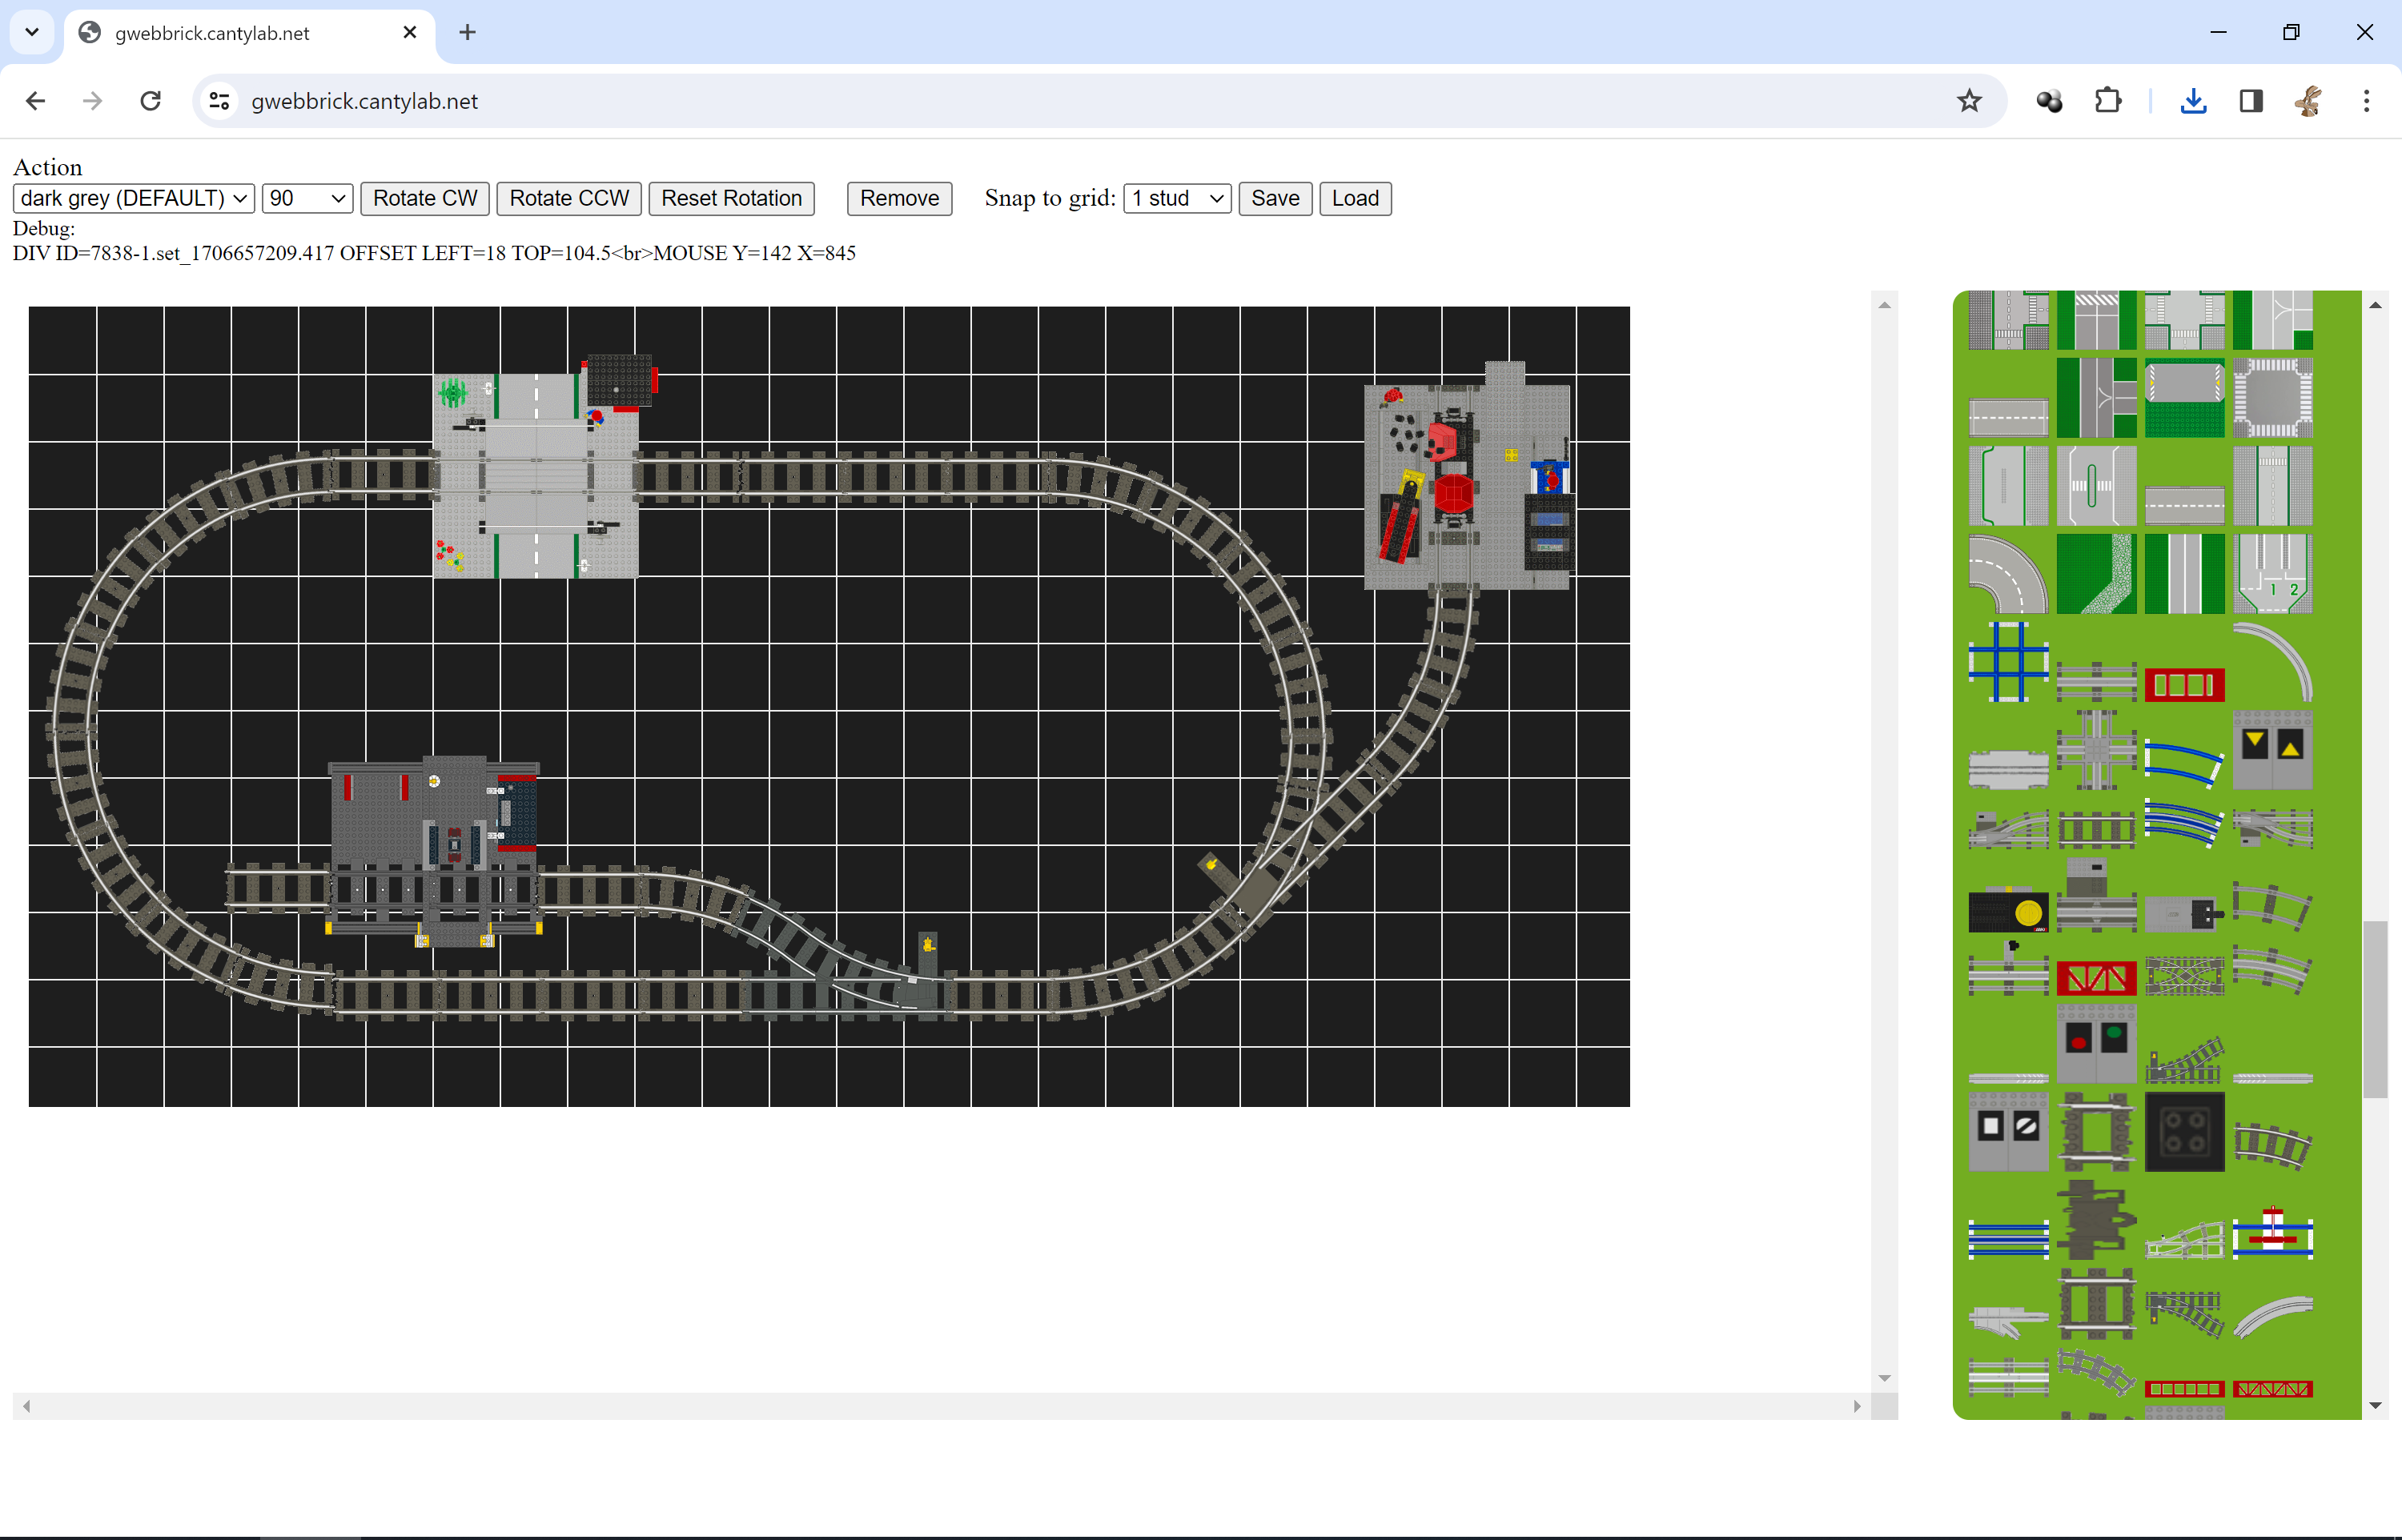 gwebbrick.cantylab.net
gwebbrick.cantylab.net
Action
dark grey (DEFAULT) 90 Rotate CW Rotate CCW Reset Rotation Remove Snap to grid: 1 stud Save Load
Debug:
DIV ID=7838-1.set_1706657209.417 OFFSET LEFT=18 TOP=104.5<br>MOUSE Y=142 X=845
1 2